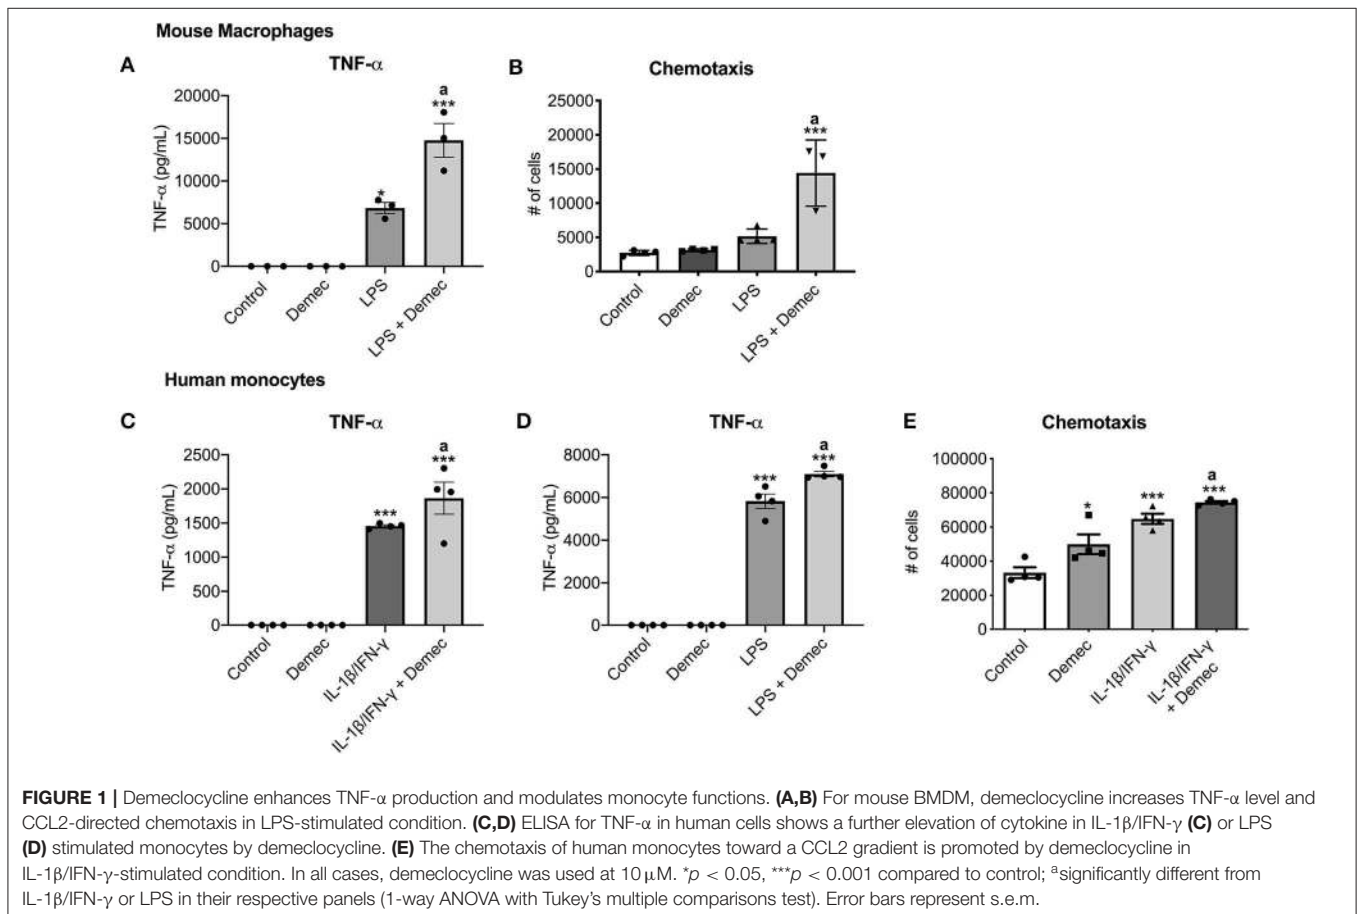 Mouse Macrophages
A
TNF-α
TNF-α (pg/mL)
20000
15000
10000
5000
0
*
a
***
Control
Demec
LPS
LPS + Demec
B
Chemotaxis
# of cells
25000
20000
15000
10000
5000
0
a
***
Control
Demec
LPS
LPS + Demec
Human monocytes
C
TNF-α
TNF-α (pg/mL)
2500
2000
1500
1000
500
0
***
a
***
Control
Demec
IL-1β/IFN-γ
IL-1β/IFN-γ + Demec
D
TNF-α
TNF-α (pg/mL)
8000
6000
4000
2000
0
***
a
***
Control
Demec
LPS
LPS + Demec
E
Chemotaxis
# of cells
100000
80000
60000
40000
20000
0
*
***
a
***
Control
Demec
IL-1β/IFN-γ
IL-1β/IFN-γ
+ Demec
FIGURE 1 | Demeclocycline enhances TNF-α production and modulates monocyte functions. (A,B) For mouse BMDM, demeclocycline increases TNF-α level and
CCL2-directed chemotaxis in LPS-stimulated condition. (C,D) ELISA for TNF-α in human cells shows a further elevation of cytokine in IL-1β/IFN-γ (C) or LPS
(D) stimulated monocytes by demeclocycline. (E) The chemotaxis of human monocytes toward a CCL2 gradient is promoted by demeclocycline in
IL-1β/IFN-γ-stimulated condition. In all cases, demeclocycline was used at 10 μM. *p < 0.05, ***p < 0.001 compared to control; ᵃsignificantly different from
IL-1β/IFN-γ or LPS in their respective panels (1-way ANOVA with Tukey's multiple comparisons test). Error bars represent s.e.m.